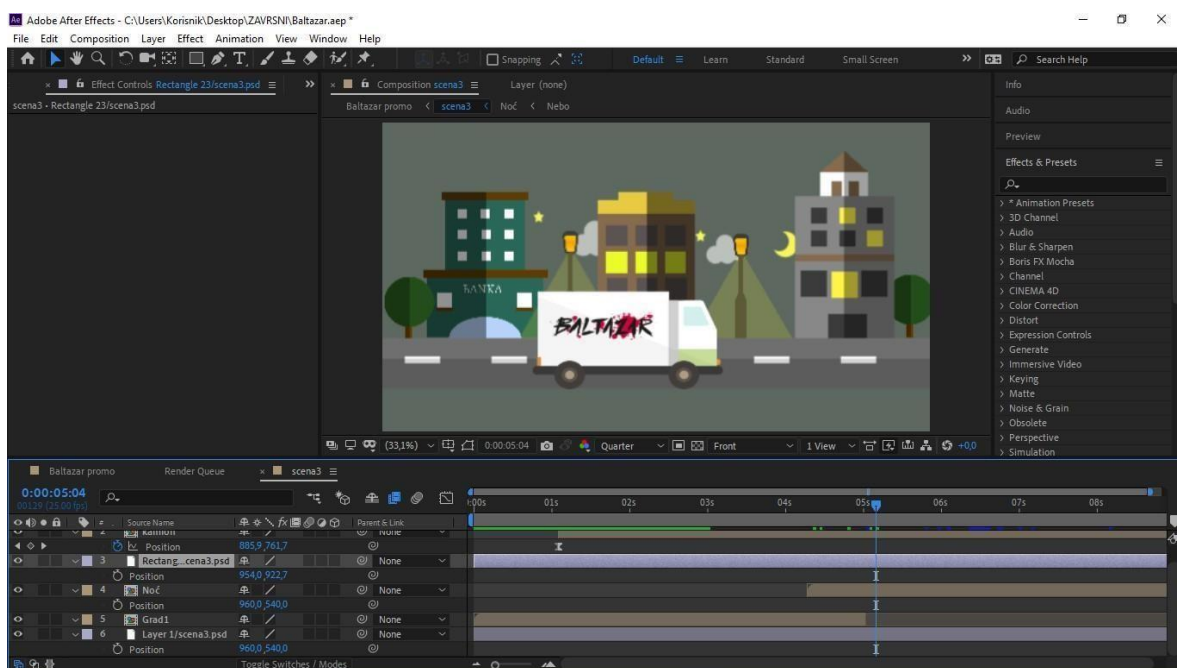 Adobe After Effects - C:\Users\Korisnik\Desktop\ZAVRSNI\Baltazar.aep *
File Edit Composition Layer Effect Animation View Window Help
Snapping Default Learn Standard Small Screen Search Help
Effect Controls Rectangle 23/scena3.psd
Composition scena3 Layer (none)
Info
scena3 • Rectangle 23/scena3.psd
Baltazar promo scena3 Noć Nebo
Audio
Preview
Effects & Presets
* Animation Presets
3D Channel
Audio
Blur & Sharpen
Boris FX Mocha
Channel
CINEMA 4D
Color Correction
Distort
Expression Controls
Generate
Immersive Video
Keying
Matte
Noise & Grain
Obsolete
Perspective
Simulation
BANKA
BALTAZAR
(33,1%) 0:00:05:04 Quarter Front 1 View +0,0
Baltazar promo Render Queue scena3
0:00:05:04
00129 (25.00 fps)
:00s 01s 02s 03s 04s 05s 06s 07s 08s
# Source Name fx Parent & Link
2 kamion None
Position 885,9,761,7
3 Rectang...cena3.psd None
Position 954,0,922,7
4 Noć None
Position 960,0,540,0
5 Grad1 None
6 Layer 1/scena3.psd None
Position 960,0,540,0
Toggle Switches / Modes